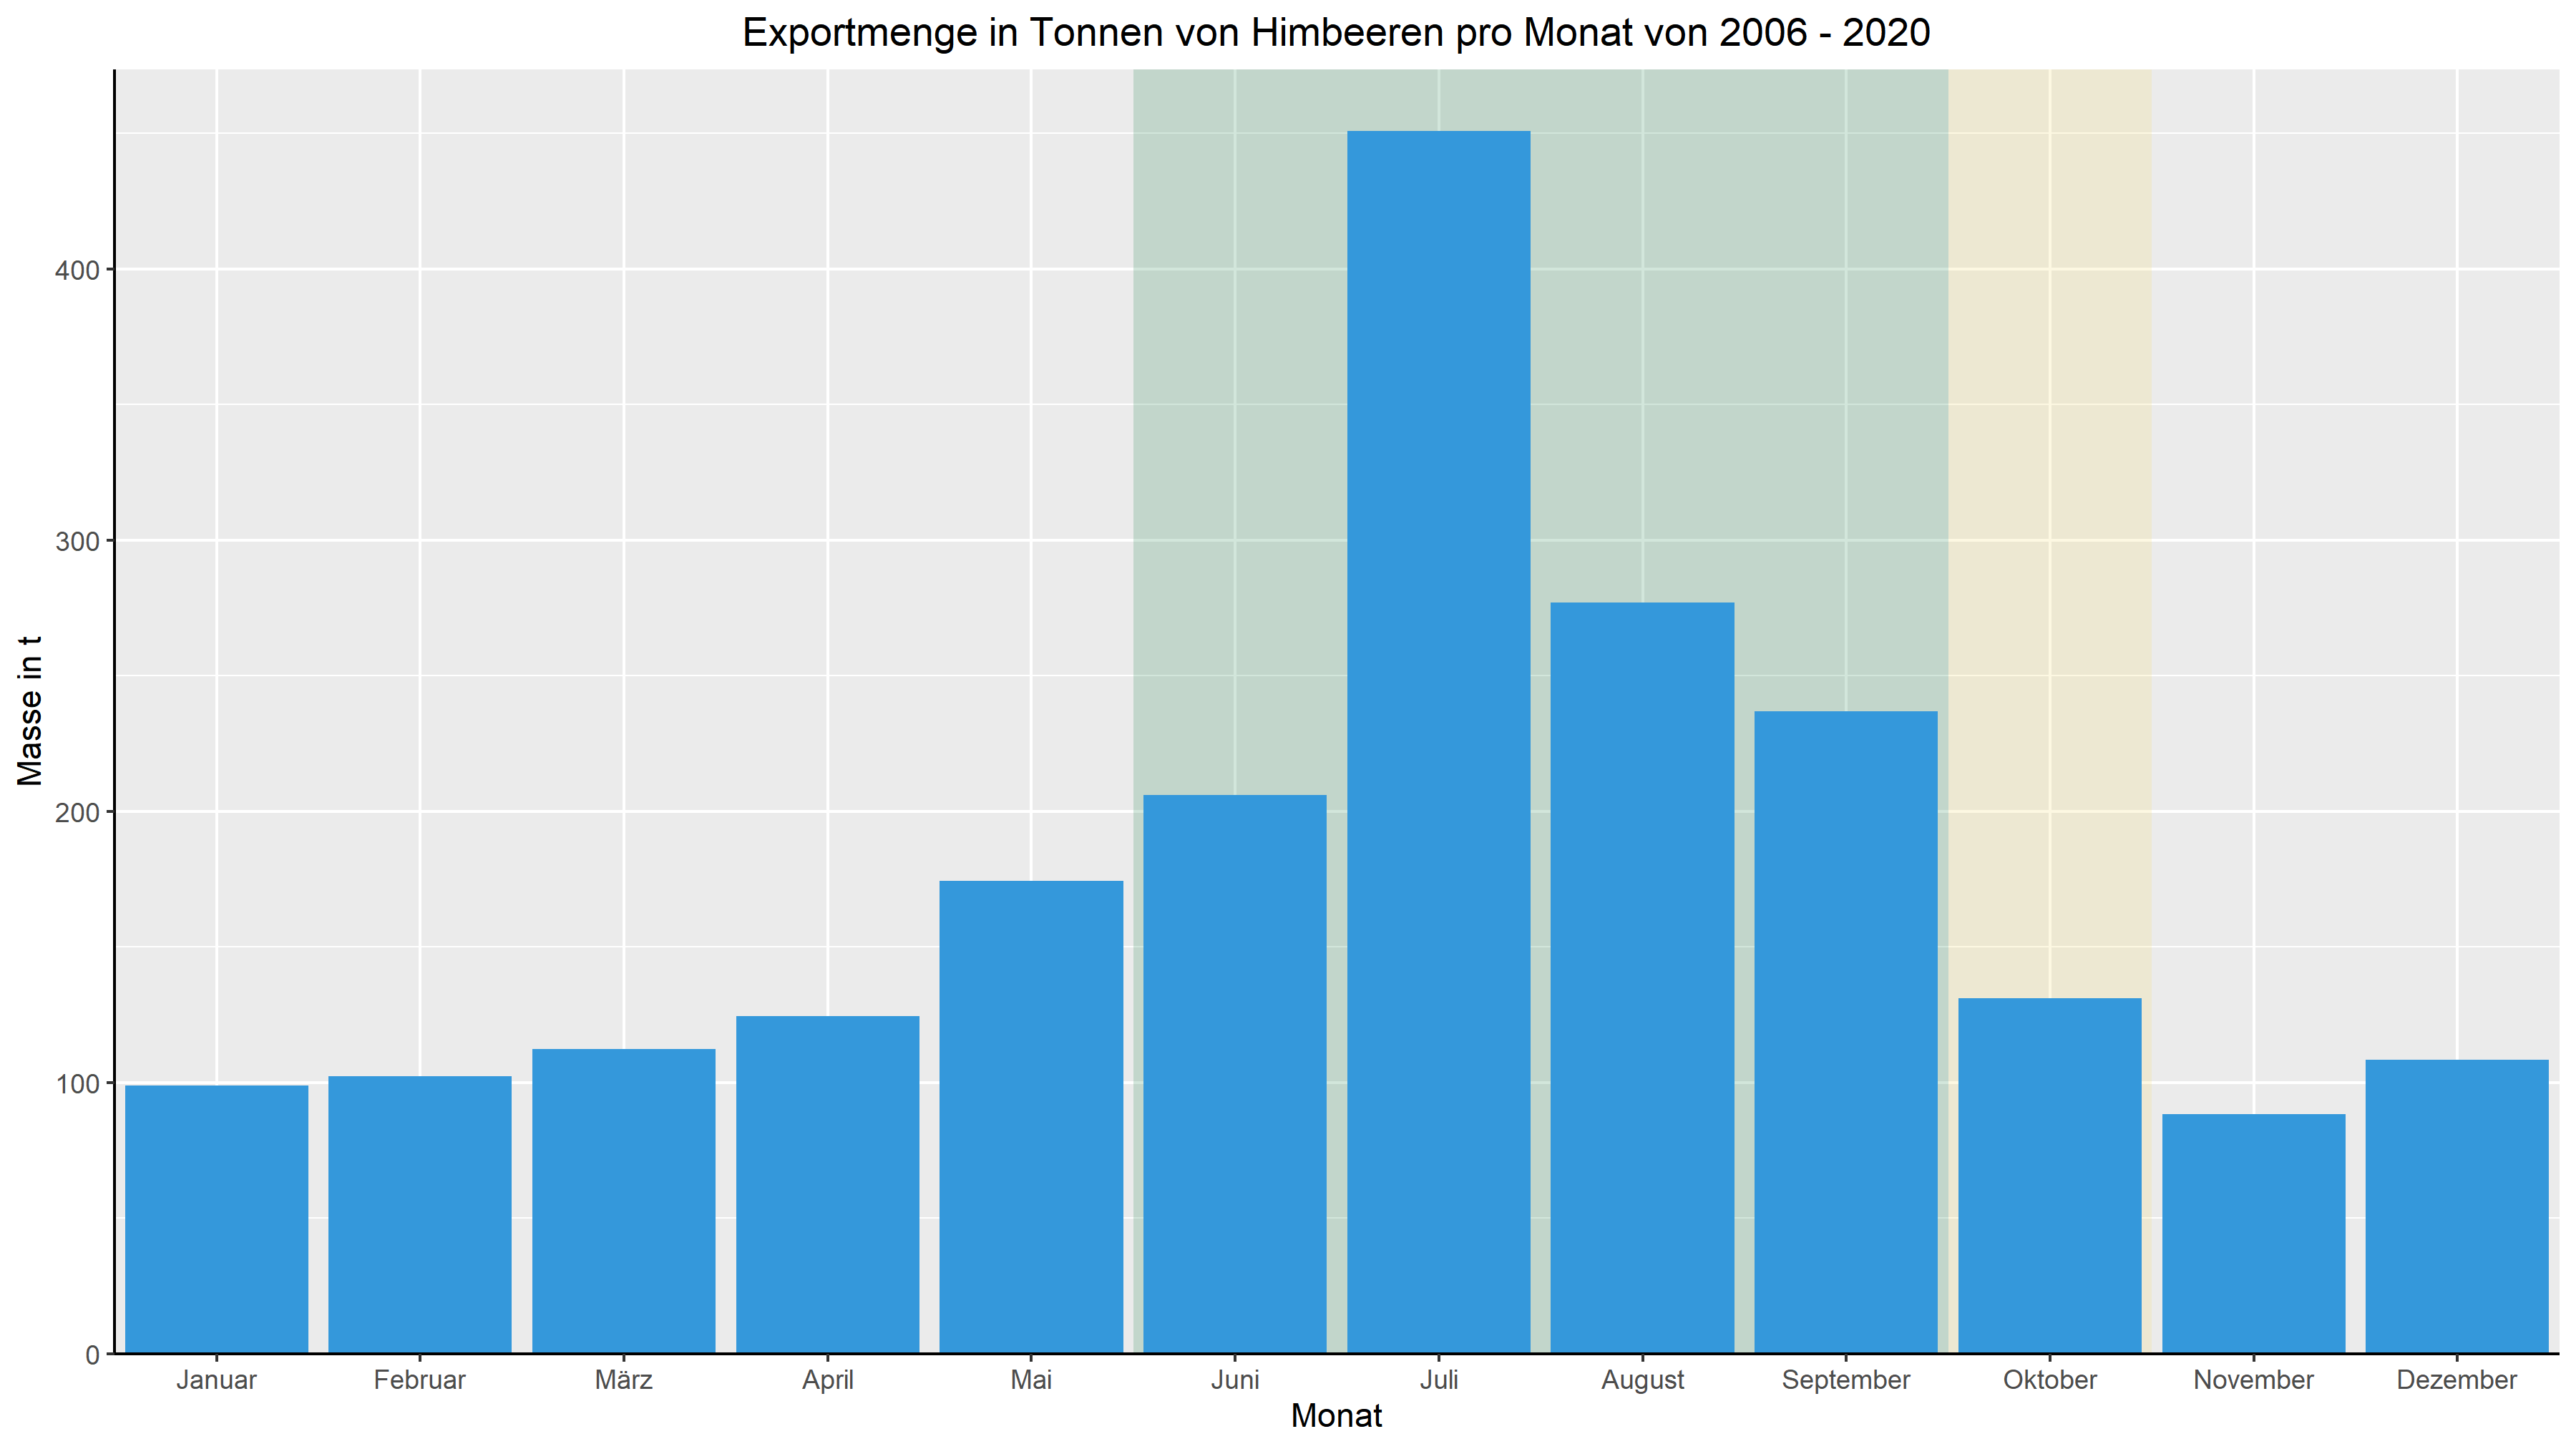 Exportmenge in Tonnen von Himbeeren pro Monat von 2006 - 2020
Masse in t
400
300
200
100
0
Januar Februar März April Mai Juni Juli August September Oktober November Dezember
Monat